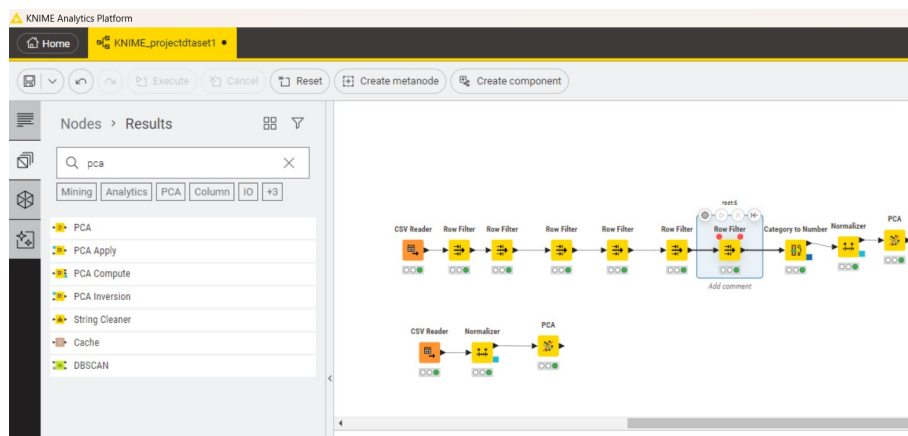 KNIME Analytics Platform
Home
KNIME_projectdtaset1
Execute
Cancel
Reset
Create metanode
Create component
Nodes > Results
pca
Mining
Analytics
PCA
Column
IO
+3
PCA
PCA Apply
PCA Compute
PCA Inversion
String Cleaner
Cache
DBSCAN
root:6
CSV Reader
Row Filter
Row Filter
Row Filter
Row Filter
Row Filter
Row Filter
Category to Number
Normalizer
PCA
Add comment
CSV Reader
Normalizer
PCA